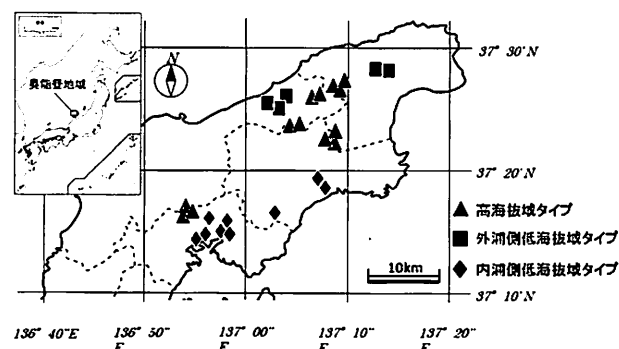 奥能登地域
N
37° 30′ N
37° 20′ N
▲ 高海抜域タイプ
■ 外浦側低海抜域タイプ
◆ 内浦側低海抜域タイプ
10km
37° 10′ N
136° 40′E
136° 50′
E
137° 00′
E
137° 10′
E
137° 20′
E